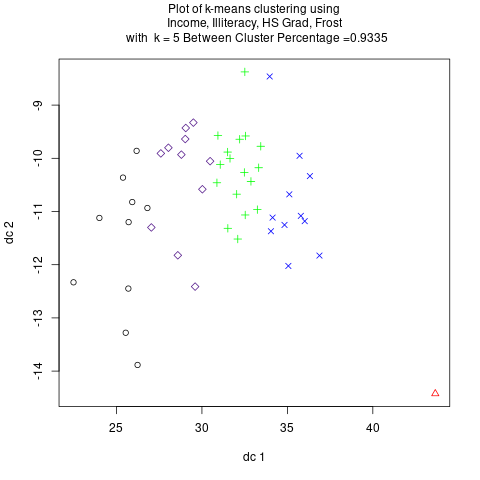 Plot of k-means clustering using
Income, Illiteracy, HS Grad, Frost
with k = 5 Between Cluster Percentage =0.9335
-9
-10
-11
-12
-13
-14
dc 2
25 30 35 40
dc 1